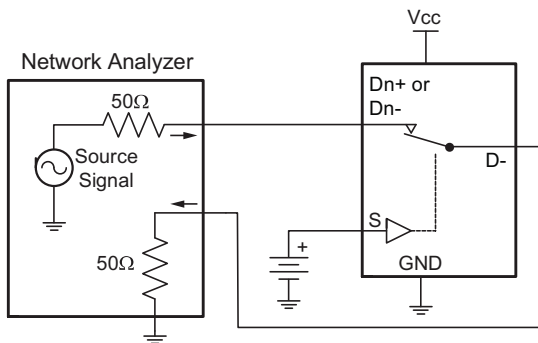 Vcc
Network Analyzer
Dn+ or
Dn-
50Ω
Source
Signal
D-
S
+
50Ω
GND